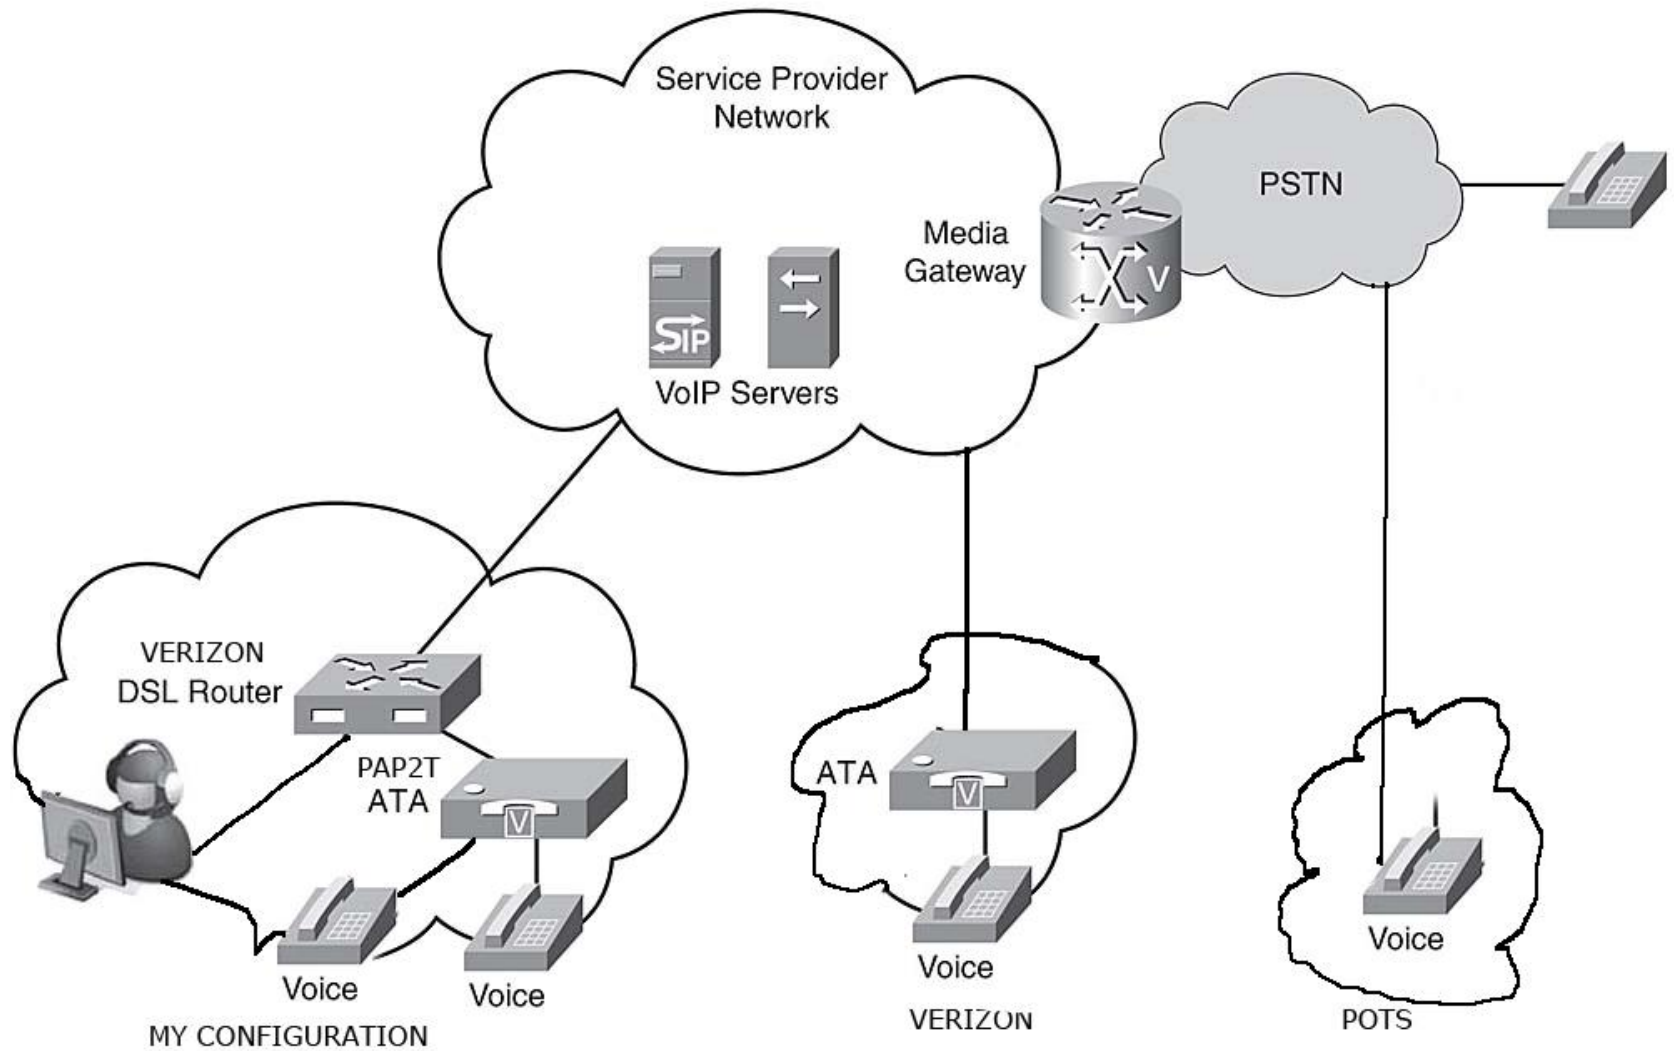 Service Provider
Network
PSTN
Media
Gateway
V
SIP
VoIP Servers
VERIZON
DSL Router
PAP2T
ATA
V
ATA
V
Voice
Voice
Voice
Voice
MY CONFIGURATION
VERIZON
POTS